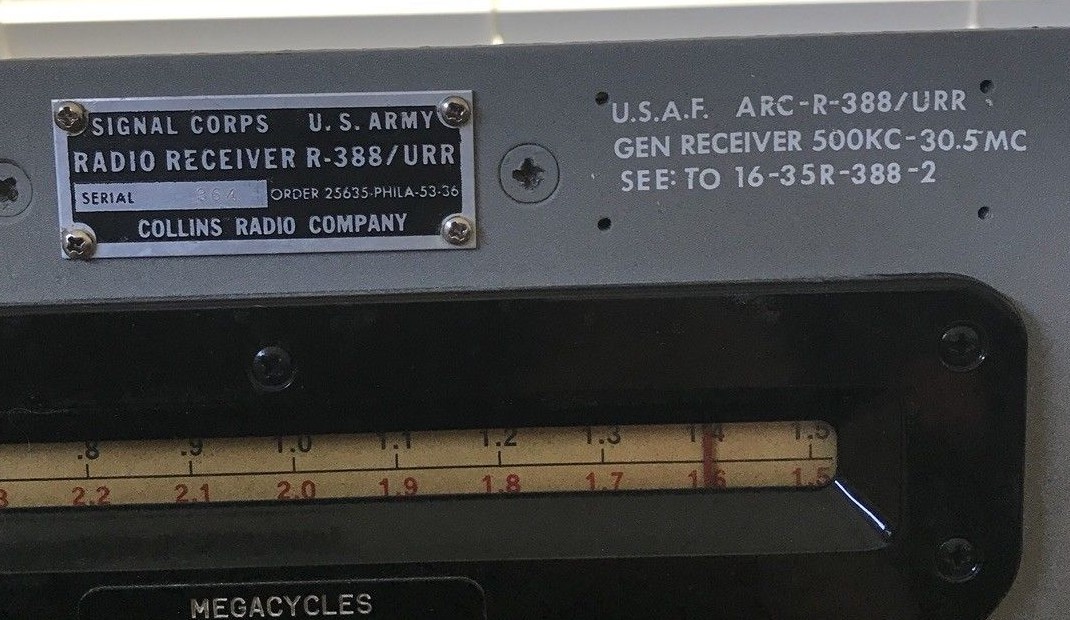 SIGNAL CORPS U.S. ARMY
RADIO RECEIVER R-388/URR
SERIAL 364 ORDER 25635-PHILA-53-36
COLLINS RADIO COMPANY
U.S.A.F. ARC-R-388/URR
GEN RECEIVER 500KC-30.5MC
SEE: TO 16-35R-388-2
.8 .9 1.0 1.1 1.2 1.3 1.4 1.5
2.2 2.1 2.0 1.9 1.8 1.7 1.6 1.5
MEGACYCLES